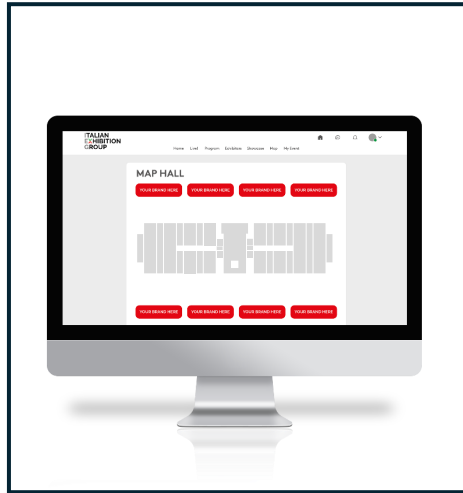 ITALIAN
EXHIBITION
GROUP
Home Live! Program Exhibitor Showcase Map My Event
MAP HALL
YOUR BRAND HERE YOUR BRAND HERE YOUR BRAND HERE YOUR BRAND HERE
YOUR BRAND HERE YOUR BRAND HERE YOUR BRAND HERE YOUR BRAND HERE